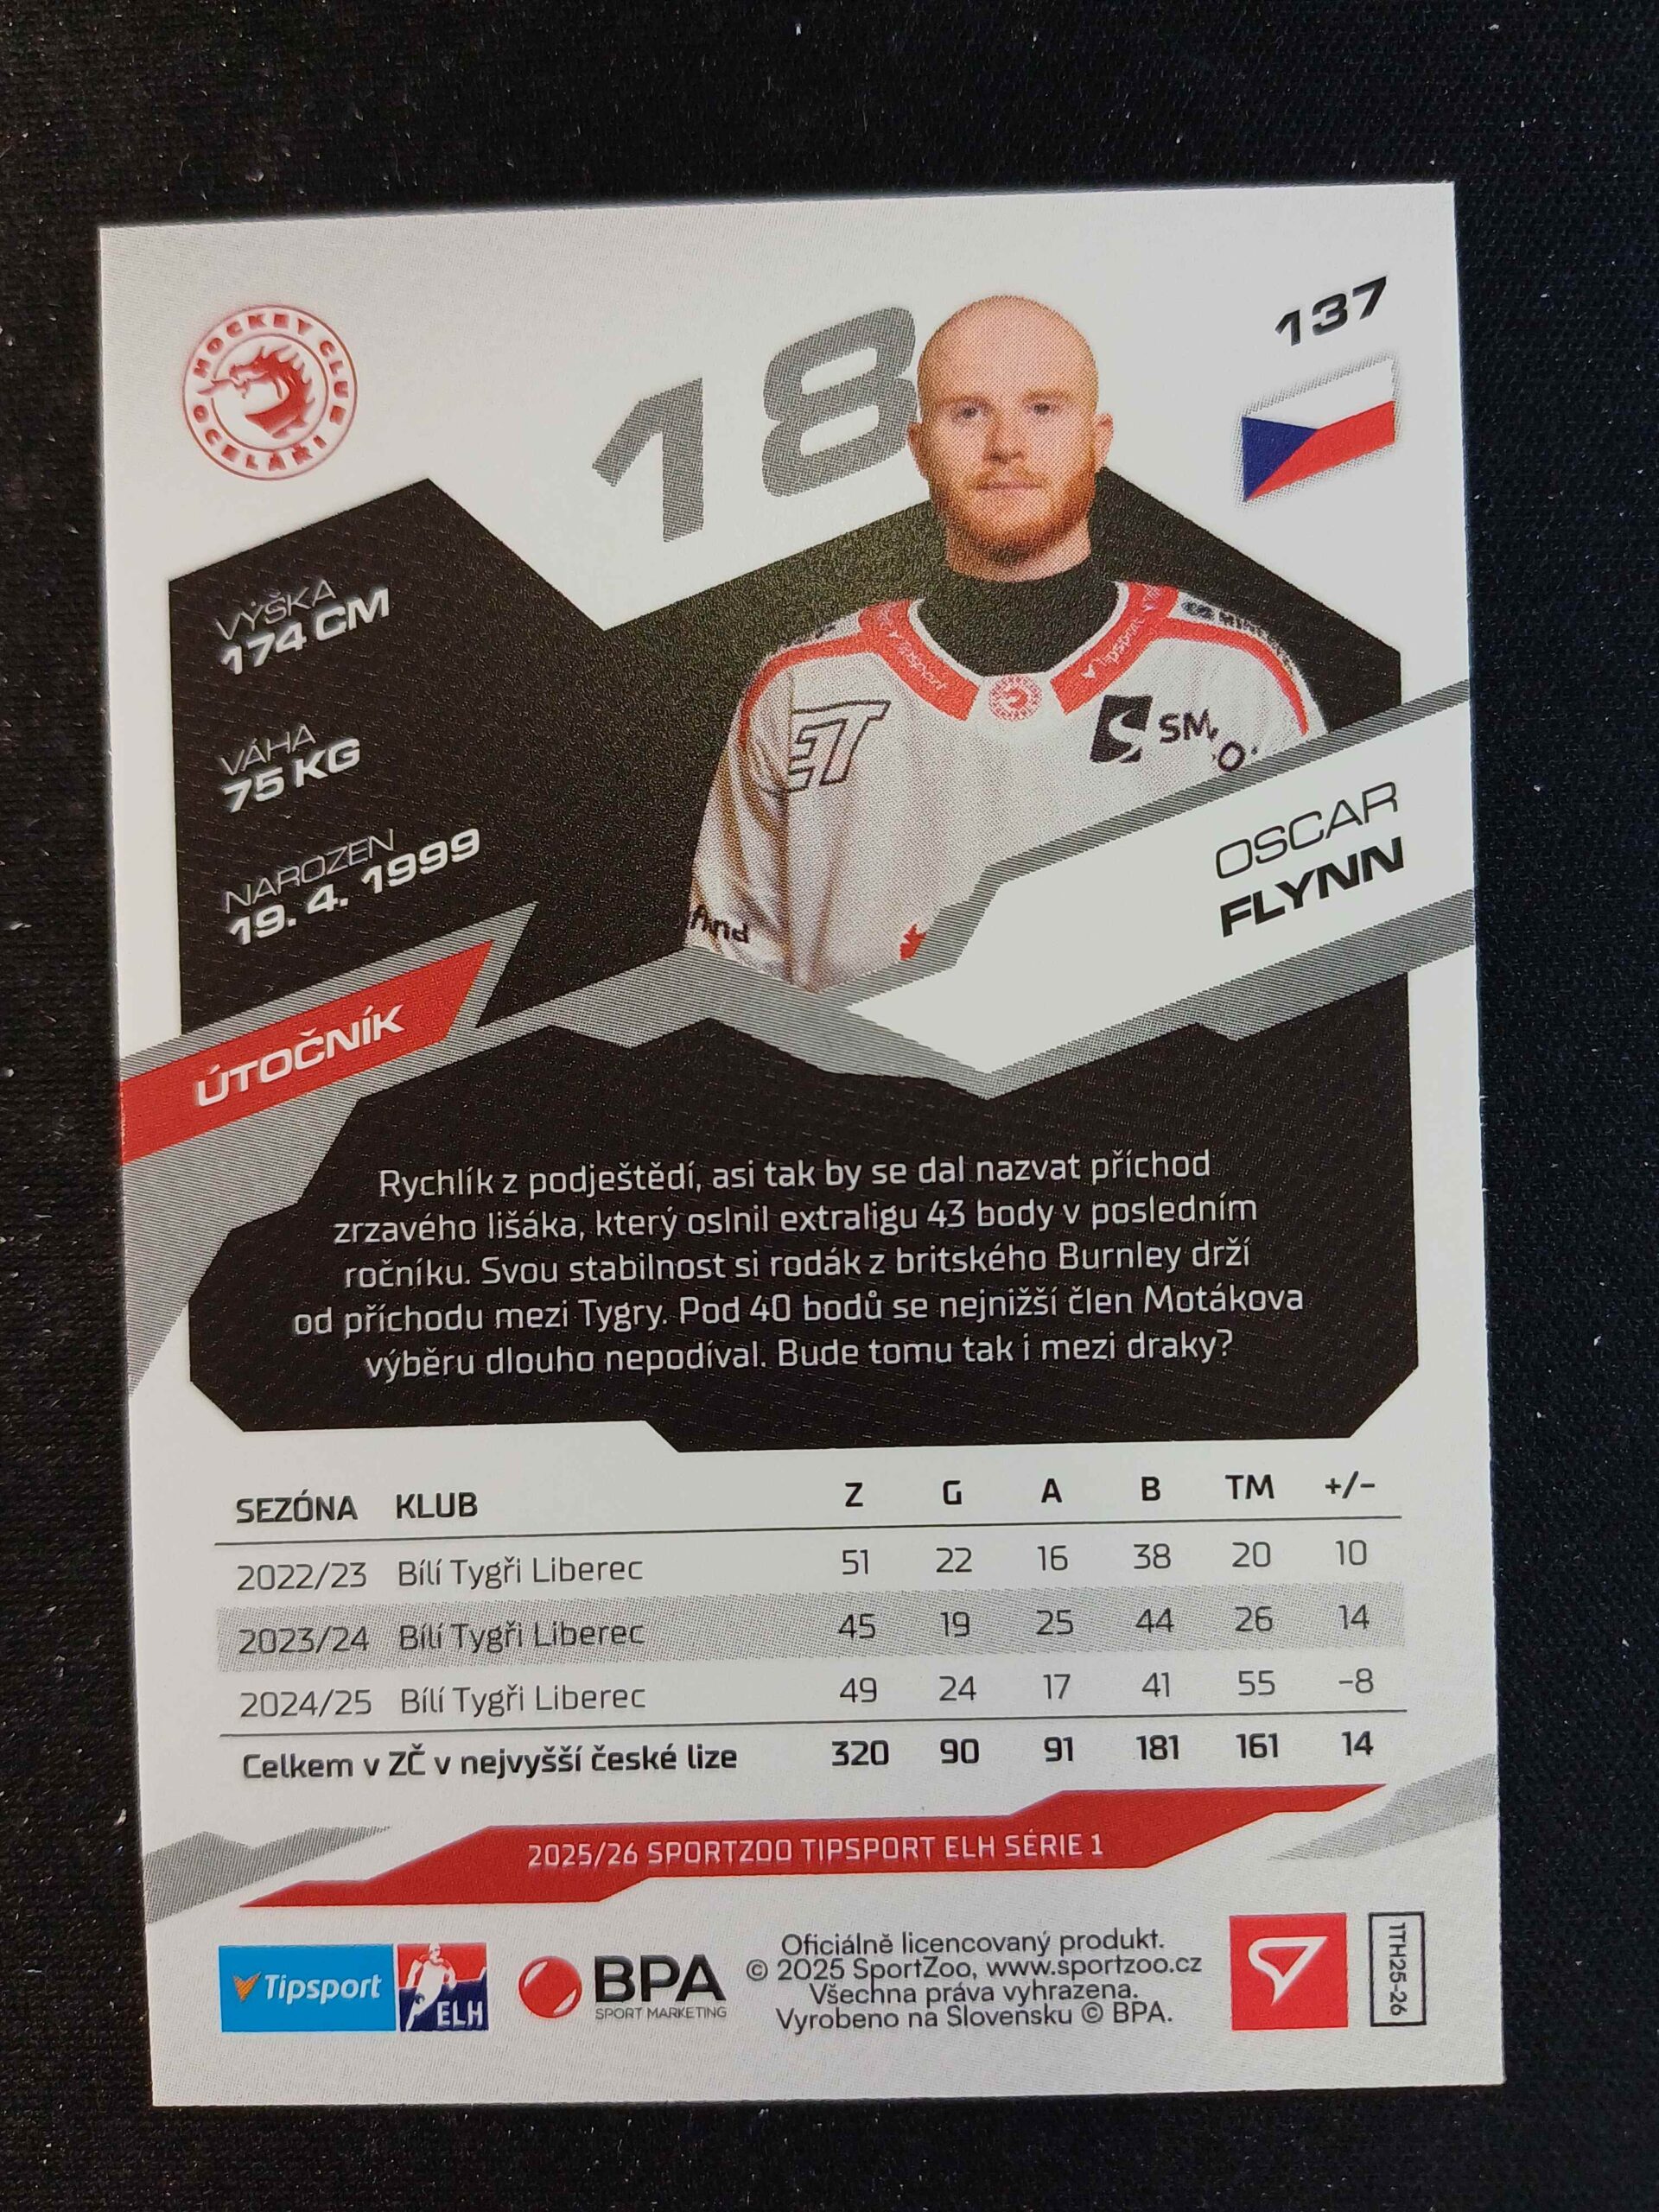 HOCKEY CLUB
OCELÁŘI
18
137
VÝŠKA
174 CM
VÁHA
75 KG
NAROZEN
19. 4. 1999
Tipsport
Tipsport
ET
SM
OSCAR
FLYNN
ÚTOČNÍK
Rychlík z podještědí, asi tak by se dal nazvat příchod
zrzavého lišáka, který oslnil extraligu 43 body v posledním
ročníku. Svou stabilnost si rodák z britského Burnley drží
od příchodu mezi Tygry. Pod 40 bodů se nejnižší člen Motákova
výběru dlouho nepodíval. Bude tomu tak i mezi draky?
SEZÓNA KLUB Z G A B TM +/-
2022/23 Bílí Tygři Liberec 51 22 16 38 20 10
2023/24 Bílí Tygři Liberec 45 19 25 44 26 14
2024/25 Bílí Tygři Liberec 49 24 17 41 55 -8
Celkem v ZČ v nejvyšší české lize 320 90 91 181 161 14
2025/26 SPORTZOO TIPSPORT ELH SÉRIE 1
Tipsport
ELH
BPA
SPORT MARKETING
Oficiálně licencovaný produkt.
© 2025 SportZoo, www.sportzoo.cz
Všechna práva vyhrazena.
Vyrobeno na Slovensku © BPA.
1TH25-26